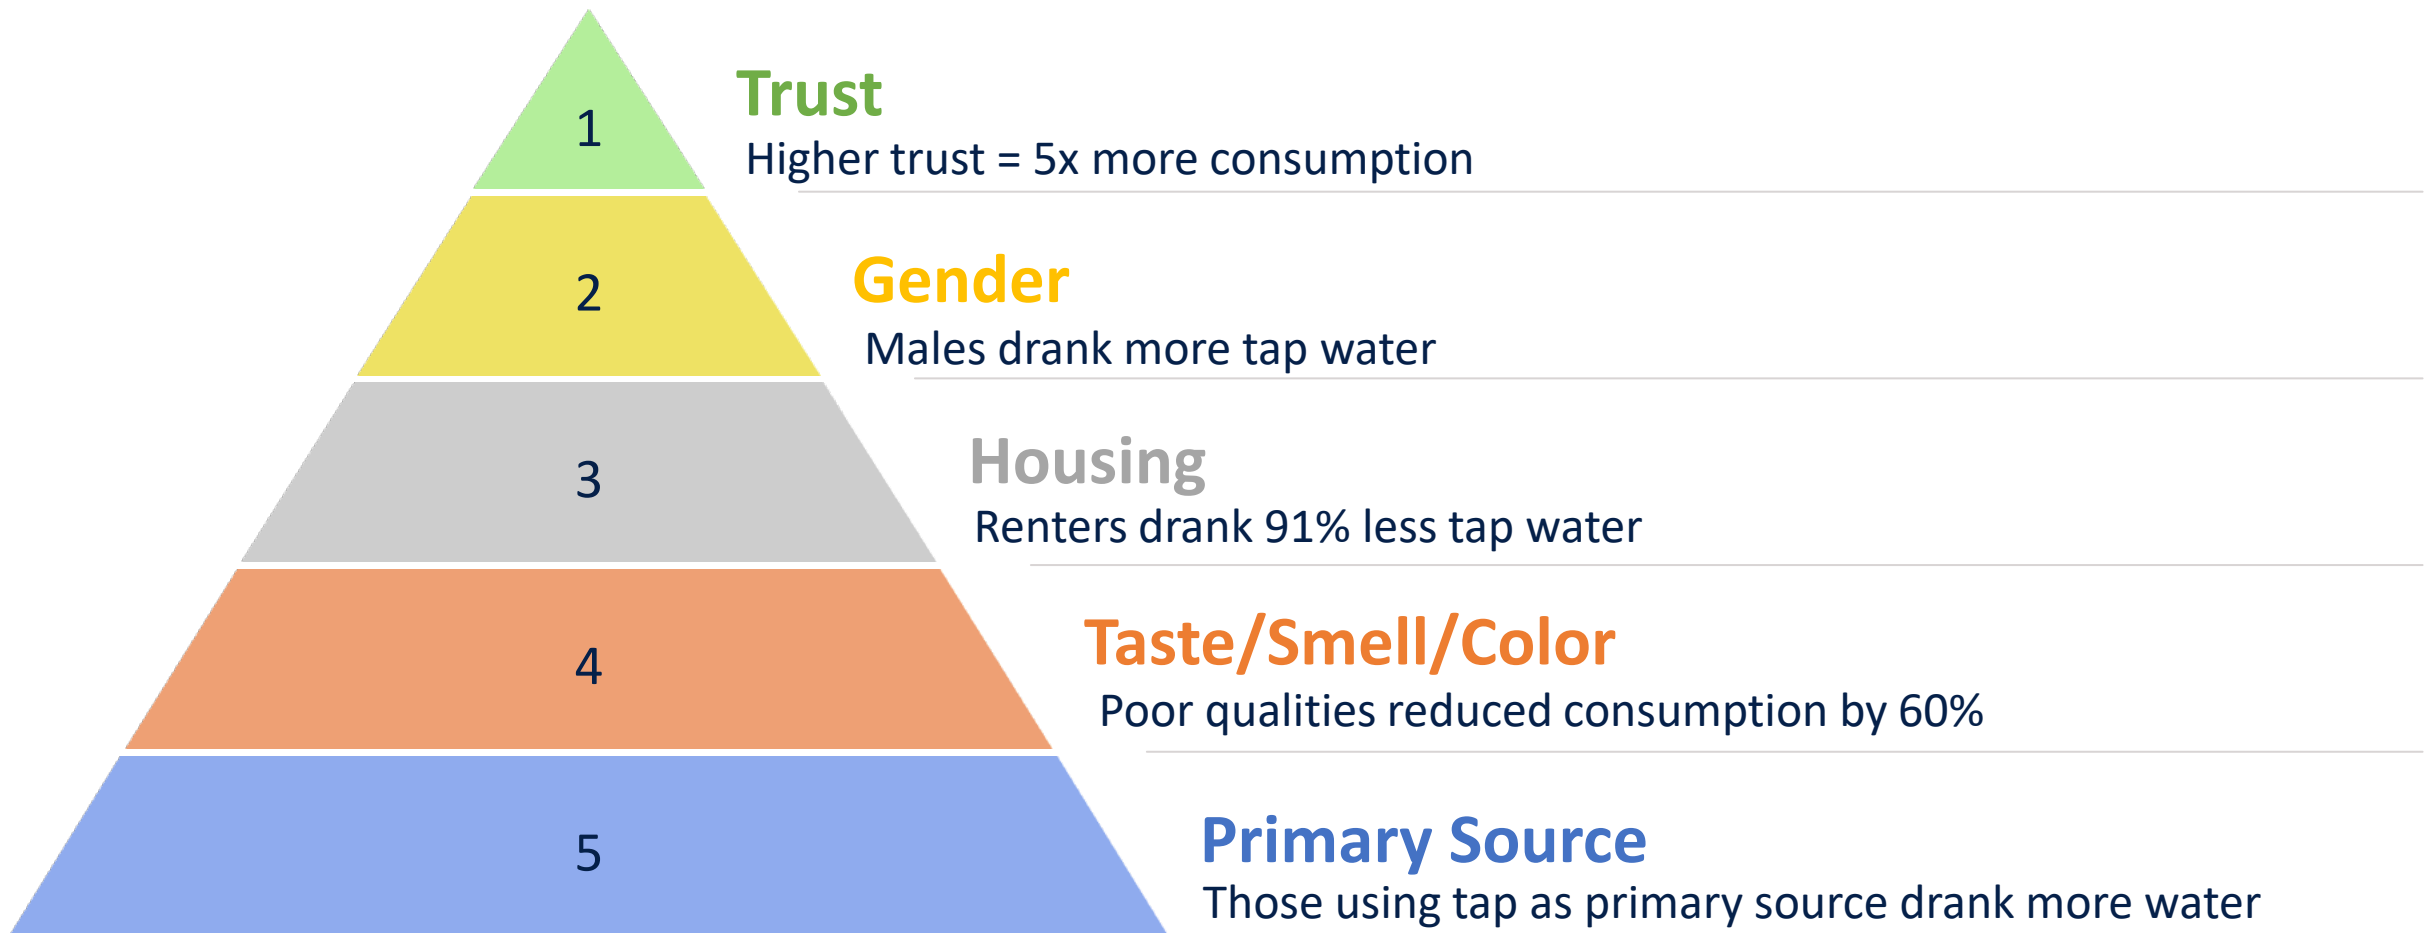 1
Trust
Higher trust = 5x more consumption
2
Gender
Males drank more tap water
3
Housing
Renters drank 91% less tap water
4
Taste/Smell/Color
Poor qualities reduced consumption by 60%
5
Primary Source
Those using tap as primary source drank more water